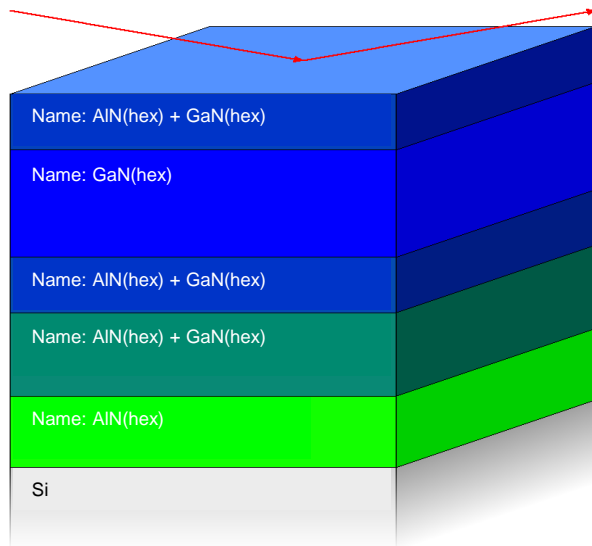 Name: AlN(hex) + GaN(hex)
Name: GaN(hex)
Name: AlN(hex) + GaN(hex)
Name: AlN(hex) + GaN(hex)
Name: AlN(hex)
Si